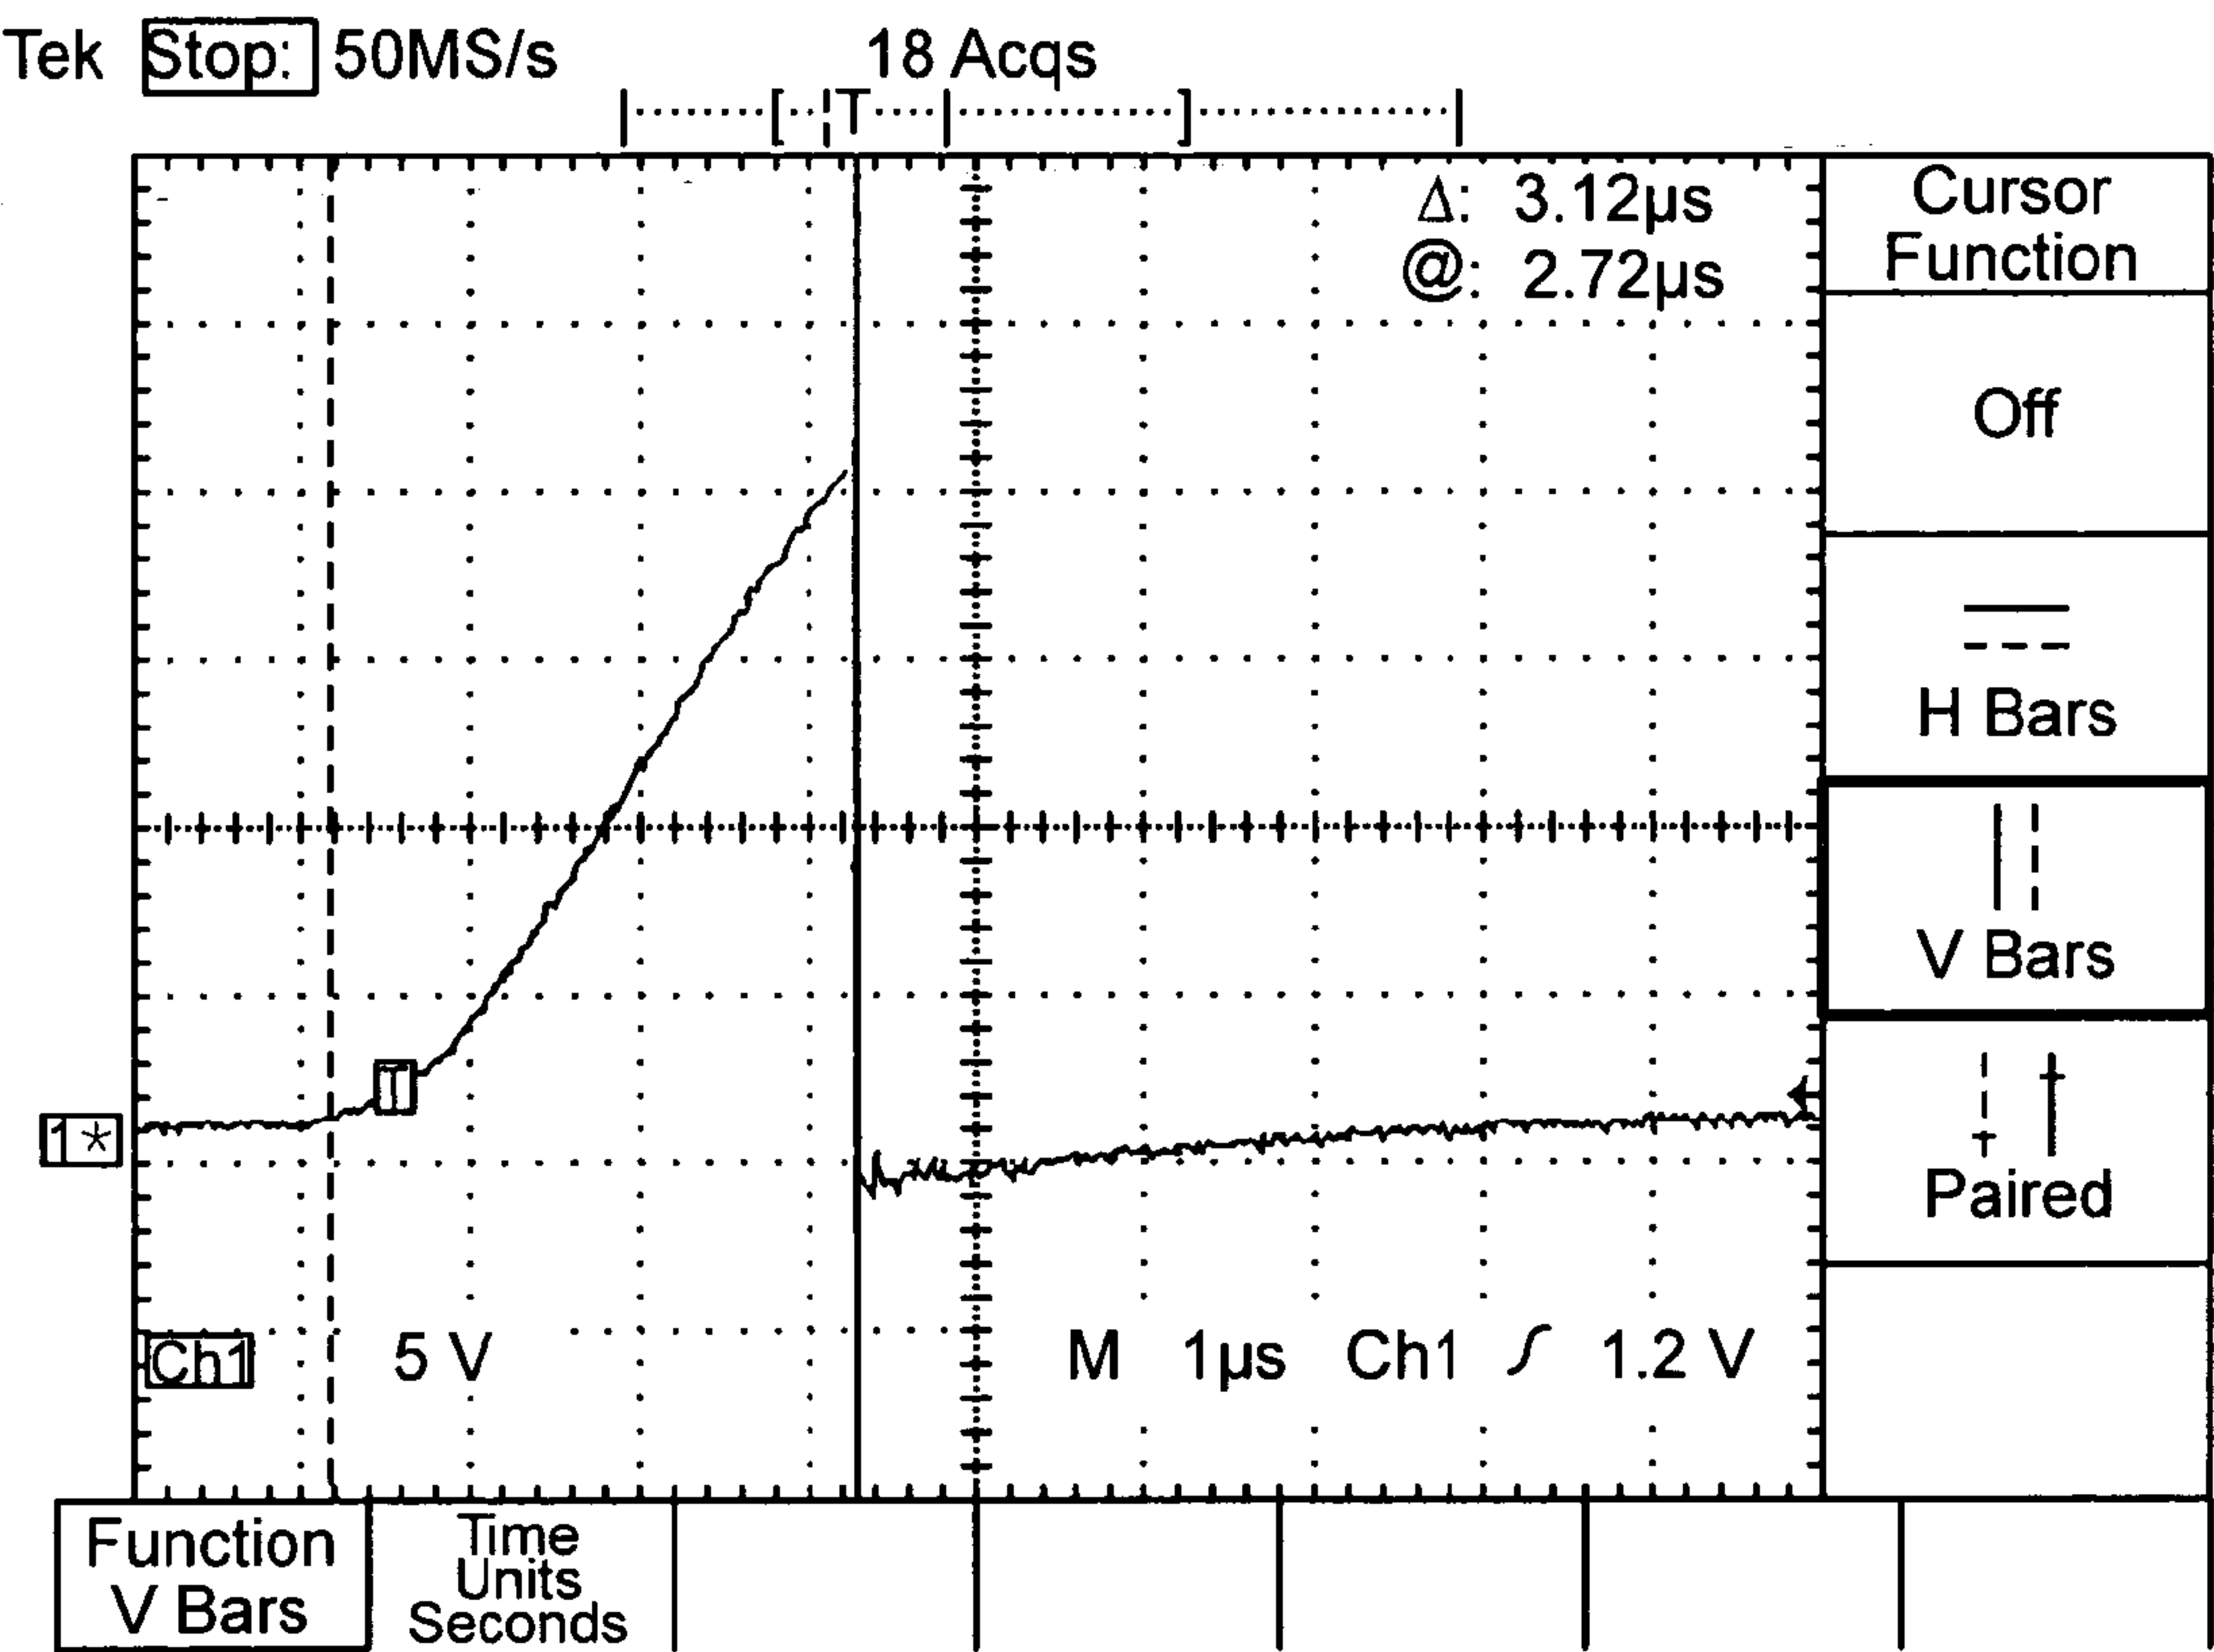 Tek Stop: 50MS/s 18 Acqs
[ T ]
Δ: 3.12µs
@: 2.72µs
Cursor
Function
Off
H Bars
V Bars
1*
Paired
Ch1 5 V M 1µs Ch1 ∫ 1.2 V
Function
V Bars
Time
Units
Seconds